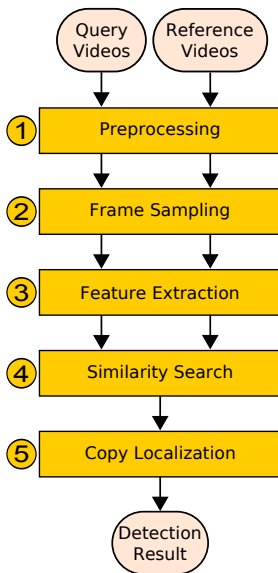 Query
Videos
Reference
Videos
1 Preprocessing
2 Frame Sampling
3 Feature Extraction
4 Similarity Search
5 Copy Localization
Detection
Result